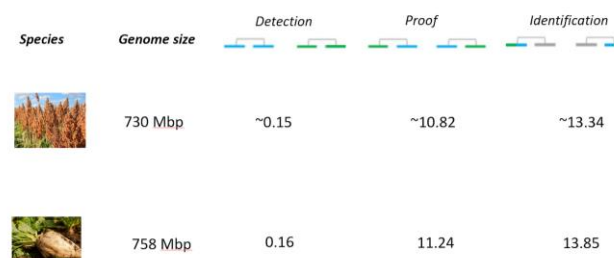 Species Genome size Detection Proof Identification
730 Mbp ~0.15 ~10.82 ~13.34
758 Mbp 0.16 11.24 13.85